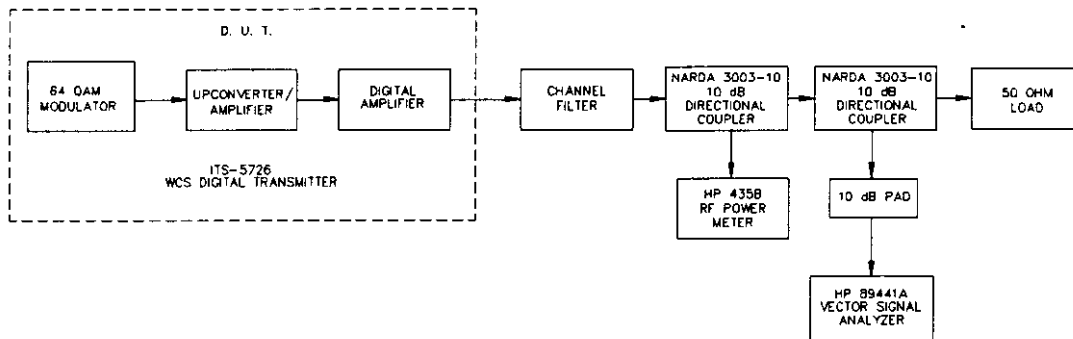 D. U. T.
64 QAM
MODULATOR
UPCONVERTER/
AMPLIFIER
DIGITAL
AMPLIFIER
ITS-5726
WCS DIGITAL TRANSMITTER
CHANNEL
FILTER
NARDA 3003-10
10 dB
DIRECTIONAL
COUPLER
NARDA 3003-10
10 dB
DIRECTIONAL
COUPLER
50 OHM
LOAD
HP 435B
RF POWER
METER
10 dB PAD
HP 89441A
VECTOR SIGNAL
ANALYZER